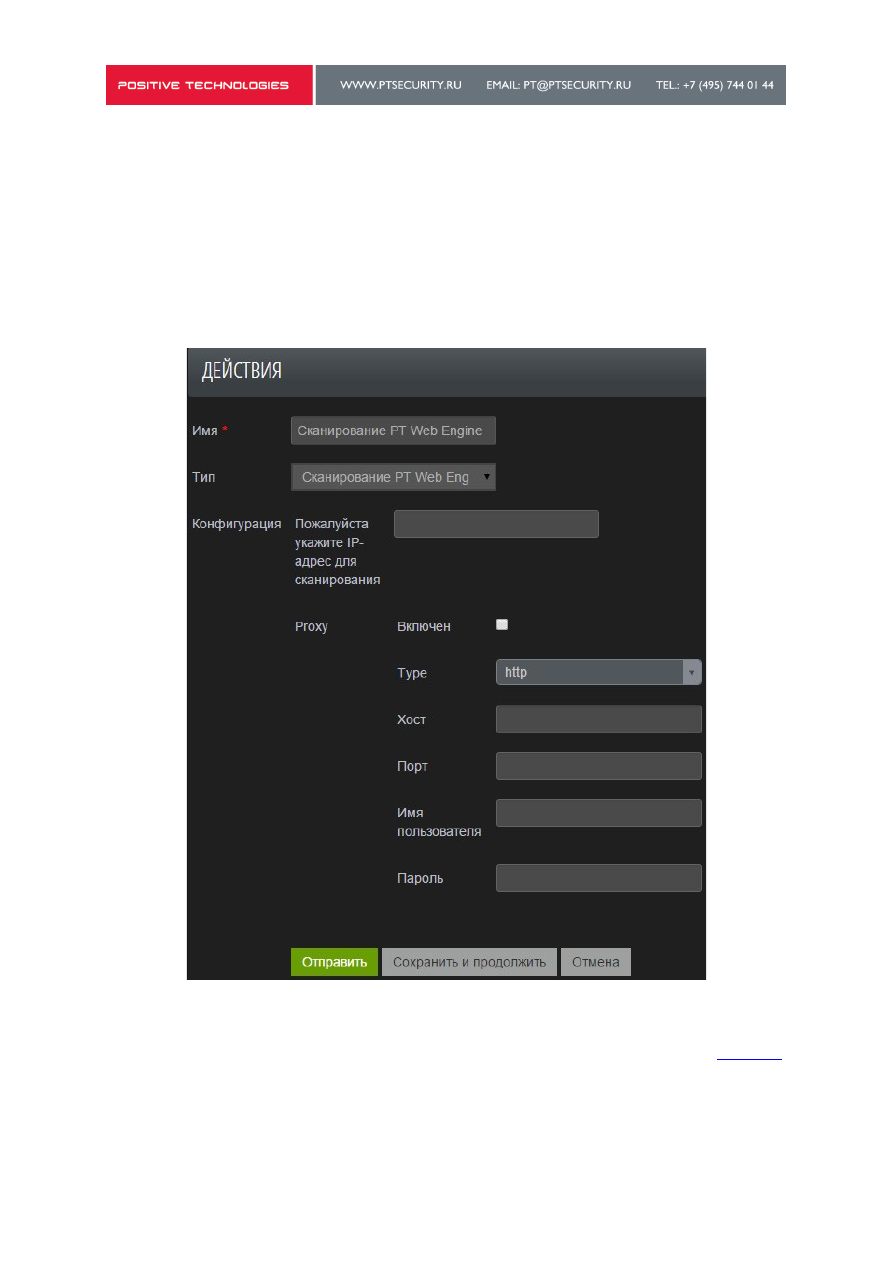 POSITIVE TECHNOLOGIES WWW.PTSECURITY.RU EMAIL: PT@PTSECURITY.RU TEL.: +7 (495) 744 01 44
ДЕЙСТВИЯ
Имя * Сканирование PT Web Engine
Тип Сканирование PT Web Eng
Конфигурация Пожалуйста
укажите IP-
адрес для
сканирования
Proxy Включен
Type http
Хост
Порт
Имя
пользователя
Пароль
Отправить Сохранить и продолжить Отмена